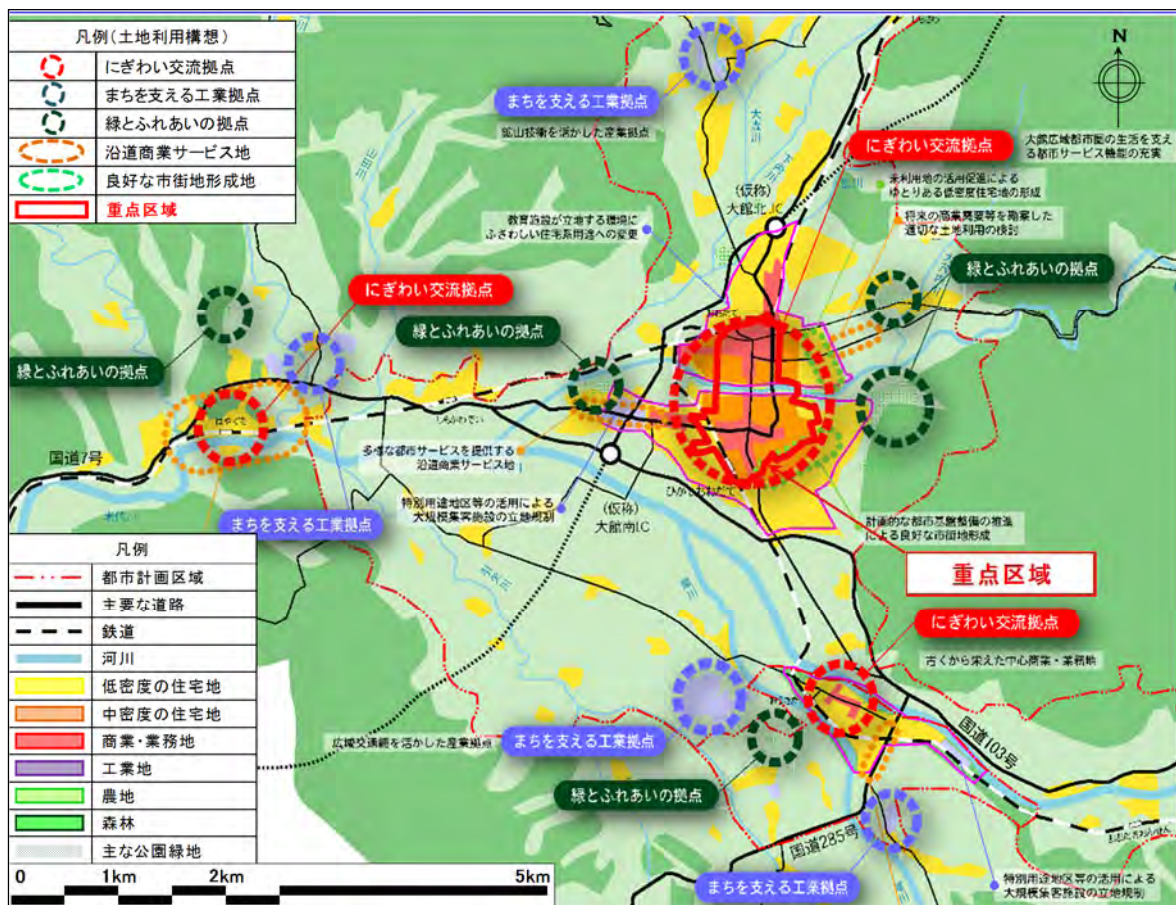 凡例(土地利用構想)
にぎわい交流拠点
まちを支える工業拠点
緑とふれあいの拠点
沿道商業サービス地
良好な市街地形成地
重点区域
N
まちを支える工業拠点
鉱山技術を活かした産業拠点
にぎわい交流拠点
大館広域都市圏の生活を支え
る都市サービス機能の充実
未利用地の活用促進による
ゆとりある低密度住宅地の形成
将来の商業需要等を勘案した
適切な土地利用の検討
(仮称)
大館北IC
教育施設が立地する環境に
ふさわしい住宅系用途への変更
緑とふれあいの拠点
にぎわい交流拠点
緑とふれあいの拠点
緑とふれあいの拠点
国道7号
多様な都市サービスを提供する
沿道商業サービス地
特別用途地区等の活用による
大規模集客施設の立地規制
(仮称)
大館南IC
ひがしおおだて
まちを支える工業拠点
計画的な都市基盤整備の推進
による良好な市街地形成
重点区域
にぎわい交流拠点
古くから栄えた中心商業・業務地
凡例
都市計画区域
主要な道路
鉄道
河川
低密度の住宅地
中密度の住宅地
商業・業務地
工業地
農地
森林
主な公園緑地
広域交通網を活かした産業拠点
まちを支える工業拠点
緑とふれあいの拠点
国道103号
国道285号
まちを支える工業拠点
特別用途地区等の活用による
大規模集客施設の立地規制
0 1km 2km 5km